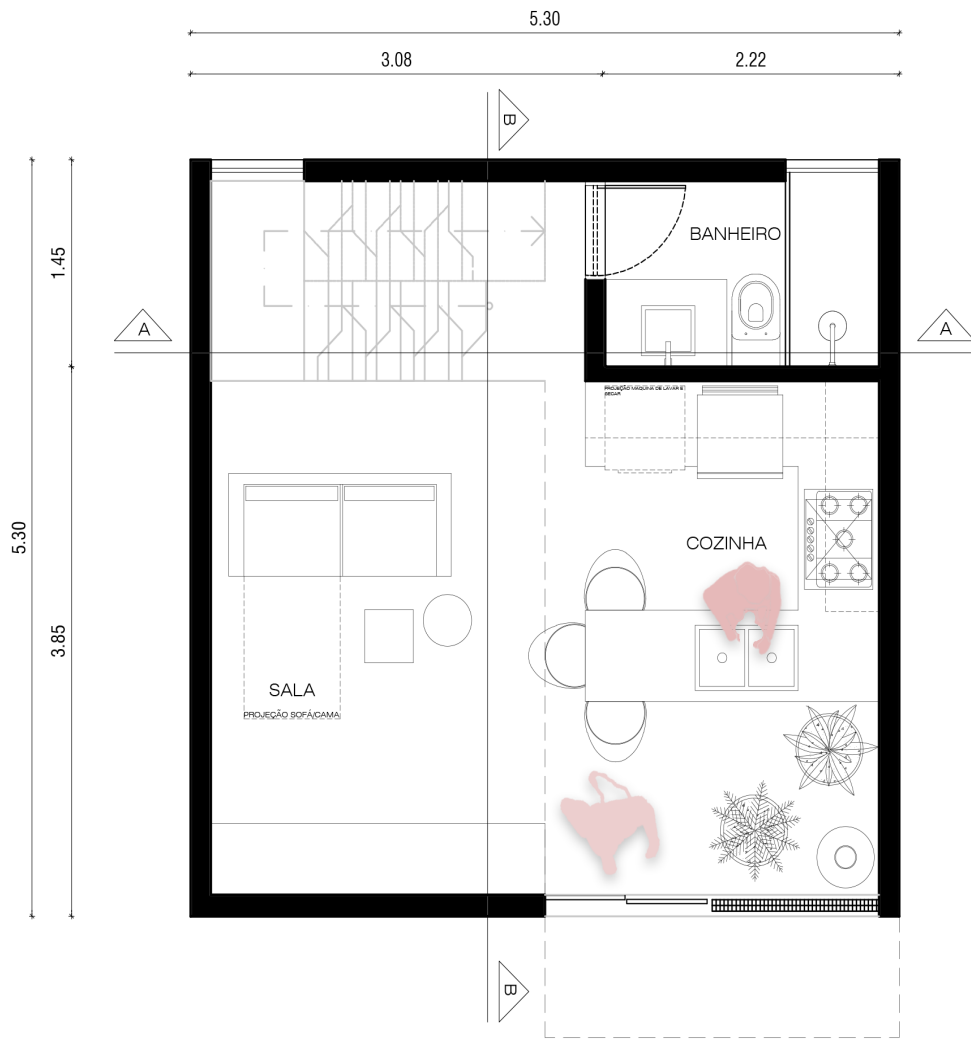 5.30
3.08
2.22
B
BANHEIRO
1.45
A
A
PROJEÇÃO MÁQUINA DE LAVAR E
SECAR
5.30
COZINHA
3.85
SALA
PROJEÇÃO SOFÁ/CAMA
B